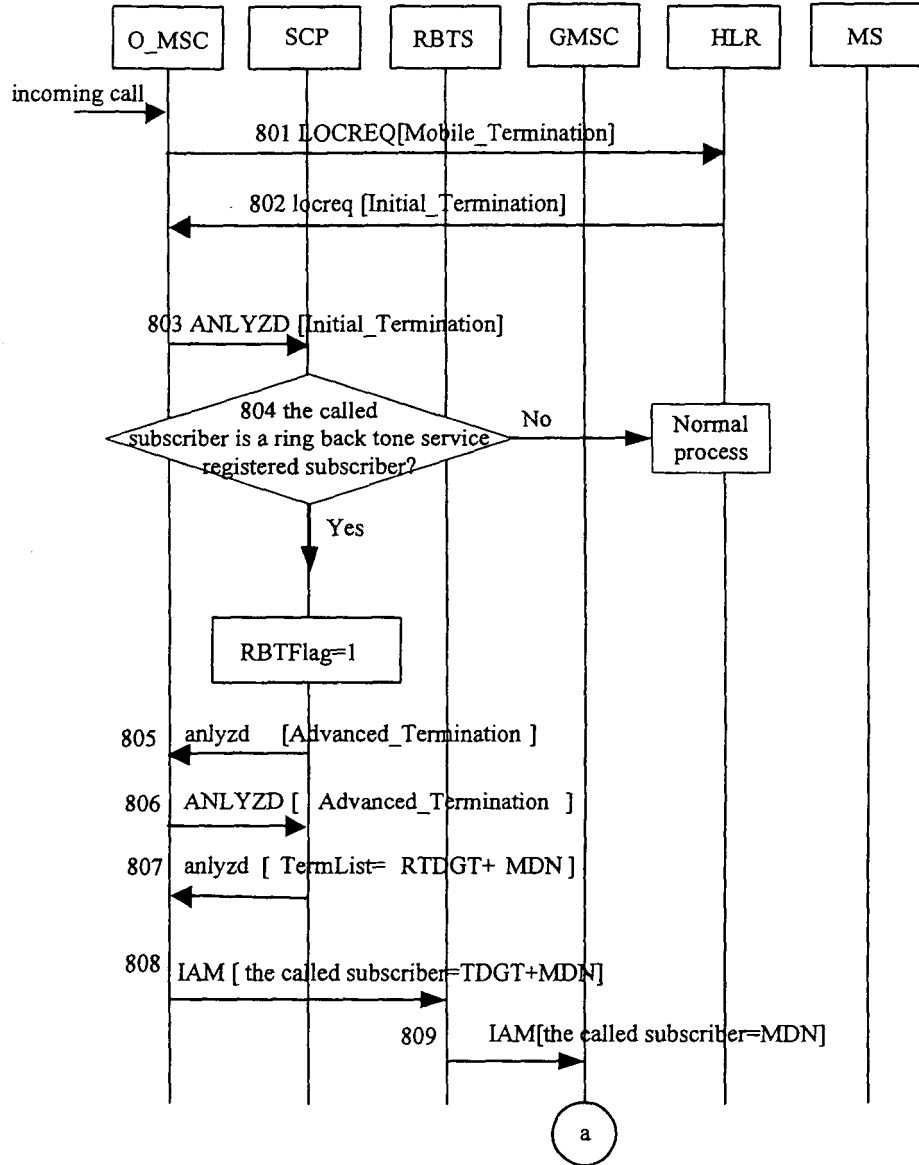 O_MSC
SCP
RBTS
GMSC
HLR
MS
incoming call
801 LOCREQ[Mobile_Termination]
802 locreq [Initial_Termination]
803 ANLYZD [Initial_Termination]
804 the called
subscriber is a ring back tone service
registered subscriber?
No
Normal
process
Yes
RBTFlag=1
805 anlyzd [Advanced_Termination ]
806 ANLYZD [ Advanced_Termination ]
807 anlyzd [ TermList= RTDGT+ MDN ]
808 IAM [ the called subscriber=TDGT+MDN]
809 IAM[the called subscriber=MDN]
a